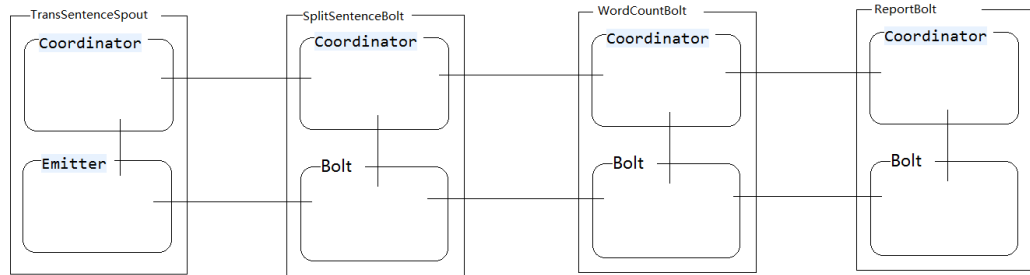 TransSentenceSpout
Coordinator
Emitter
SplitSentenceBolt
Coordinator
Bolt
WordCountBolt
Coordinator
Bolt
ReportBolt
Coordinator
Bolt